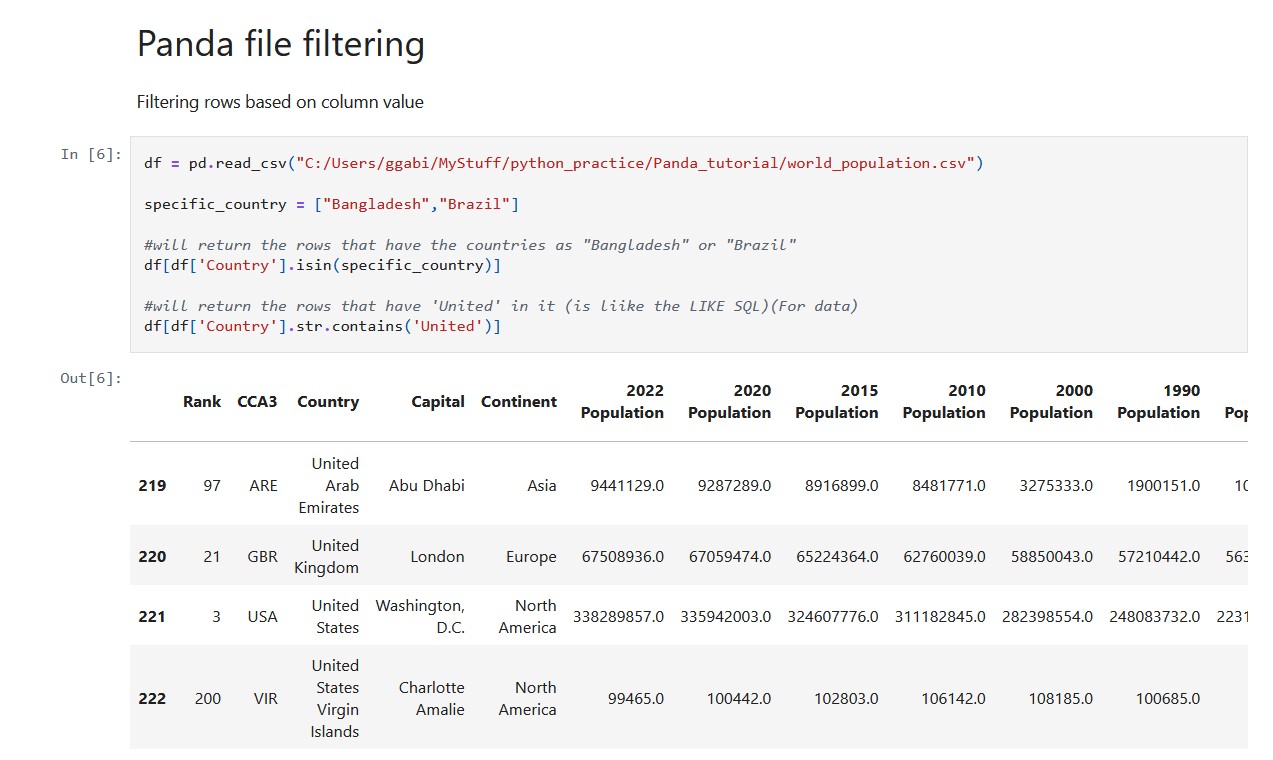 Panda file filtering
Filtering rows based on column value
In [6]:
df = pd.read_csv("C:/Users/ggabi/MyStuff/python_practice/Panda_tutorial/world_population.csv")
specific_country = ["Bangladesh","Brazil"]
#will return the rows that have the countries as "Bangladesh" or "Brazil"
df[df['Country'].isin(specific_country)]
#will return the rows that have 'United' in it (is liike the LIKE SQL)(For data)
df[df['Country'].str.contains('United')]
Out[6]:
Rank CCA3 Country Capital Continent 2022 Population 2020 Population 2015 Population 2010 Population 2000 Population 1990 Population
219 97 ARE United Arab Emirates Abu Dhabi Asia 9441129.0 9287289.0 8916899.0 8481771.0 3275333.0 1900151.0
220 21 GBR United Kingdom London Europe 67508936.0 67059474.0 65224364.0 62760039.0 58850043.0 57210442.0
221 3 USA United States Washington, D.C. North America 338289857.0 335942003.0 324607776.0 311182845.0 282398554.0 248083732.0
222 200 VIR United States Virgin Islands Charlotte Amalie North America 99465.0 100442.0 102803.0 106142.0 108185.0 100685.0